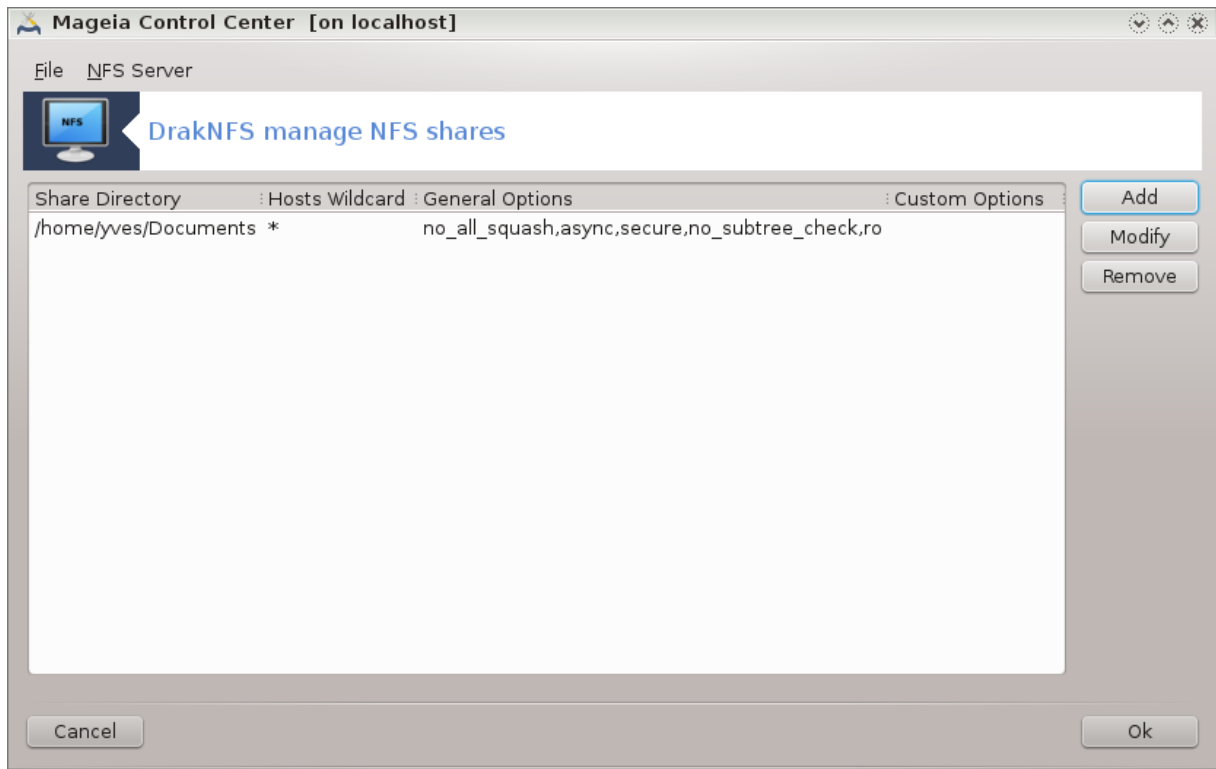 Mageia Control Center [on localhost]
File NFS Server
NFS
DrakNFS manage NFS shares
Share Directory Hosts Wildcard General Options Custom Options
/home/yves/Documents * no_all_squash,async,secure,no_subtree_check,ro
Add
Modify
Remove
Cancel Ok